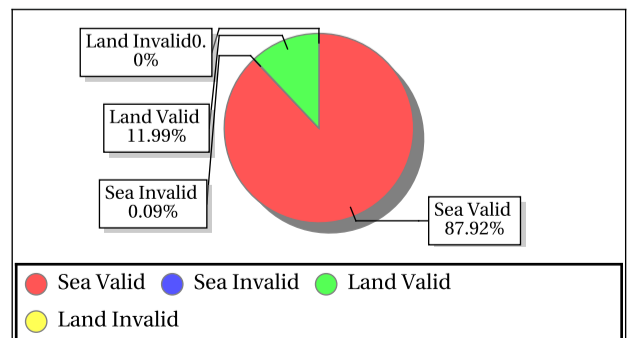 Land Invalid0.
0%
Land Valid
11.99%
Sea Invalid
0.09%
Sea Valid
87.92%
Sea Valid Sea Invalid Land Valid
Land Invalid